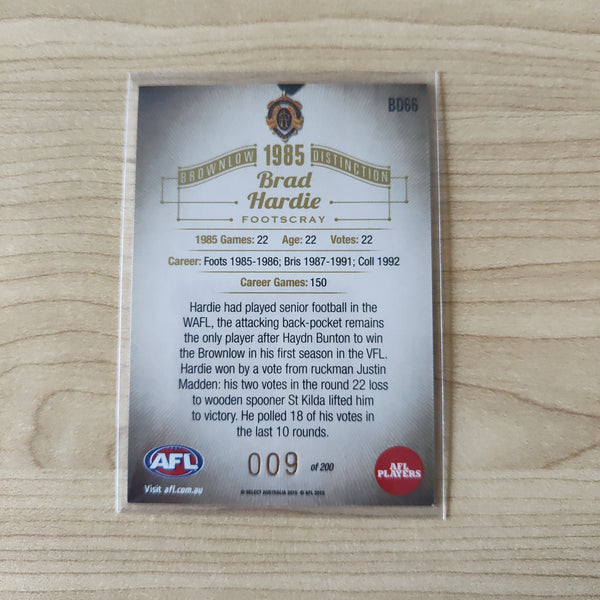 BD66
1985
BROWNLOW DISTINCTION
Brad
Hardie
FOOTSCRAY
1985 Games: 22 Age: 22 Votes: 22
Career: Foots 1985-1986; Bris 1987-1991; Coll 1992
Career Games: 150
Hardie had played senior football in the
WAFL, the attacking back-pocket remains
the only player after Haydn Bunton to win
the Brownlow in his first season in the VFL.
Hardie won by a vote from ruckman Justin
Madden: his two votes in the round 22 loss
to wooden spooner St Kilda lifted him
to victory. He polled 18 of his votes in
the last 10 rounds.
AFL
Visit afl.com.au
009 of 200
AFL
PLAYERS
© SELECT AUSTRALIA 2015 © AFL 2015